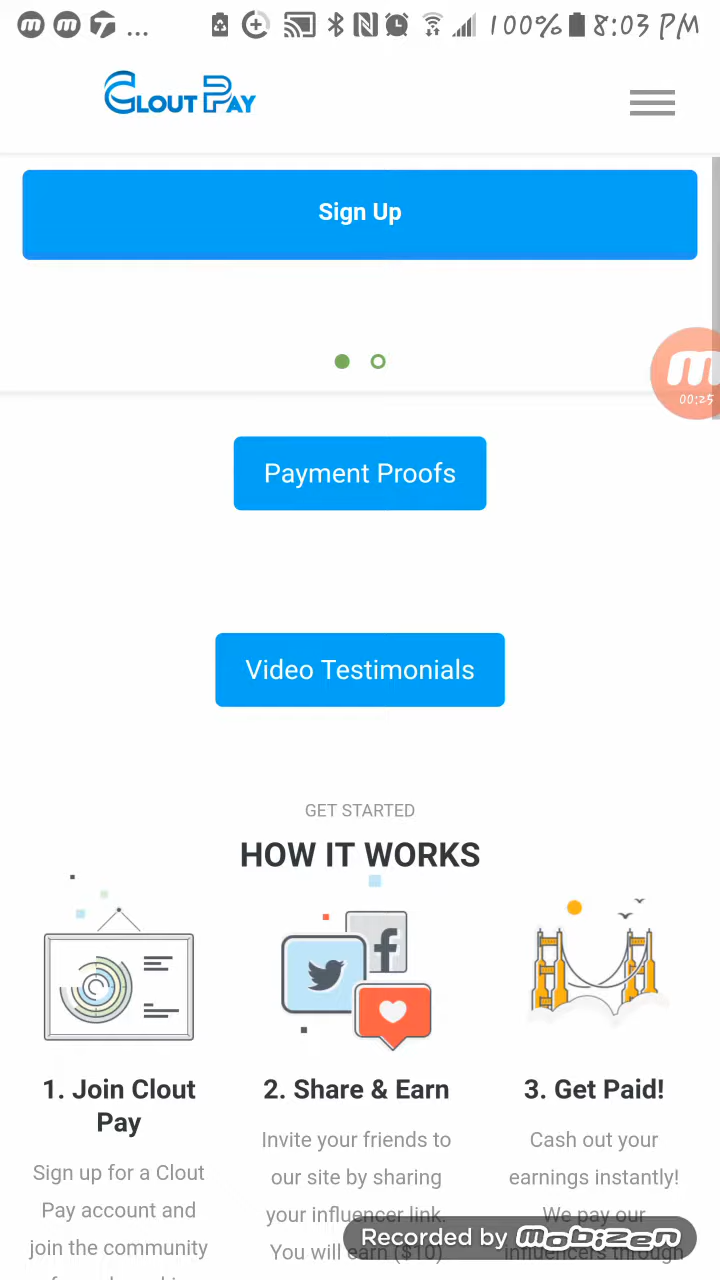 ... 100% 8:03 PM
CLOUT PAY
Sign Up
00:25
Payment Proofs
Video Testimonials
GET STARTED
HOW IT WORKS
1. Join Clout
Pay
Sign up for a Clout
Pay account and
join the community
2. Share & Earn
Invite your friends to
our site by sharing
your influencer link.
You will earn ($10)
3. Get Paid!
Cash out your
earnings instantly!
We pay our
influencers through
Recorded by mobizen